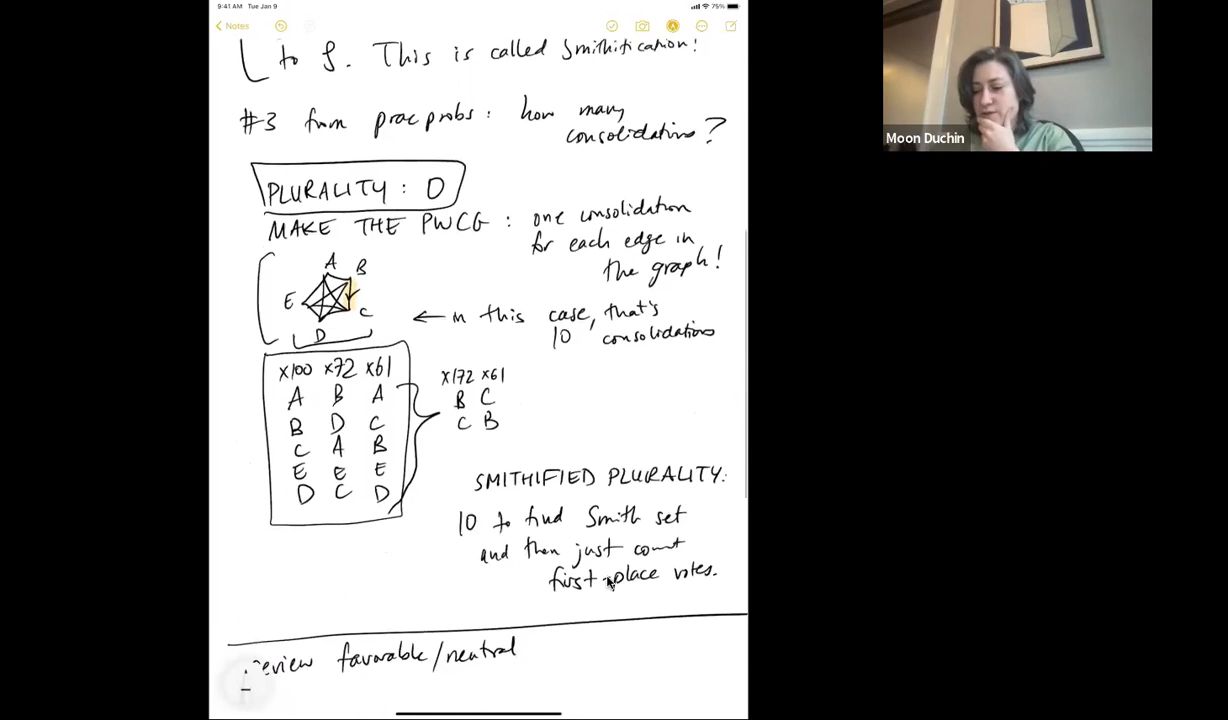 9:41 AM Tue Jan 9
75%
Notes
to S. This is called Smithification!
#3 from prac probs: how many
consolidations?
PLURALITY: 0
MAKE THE PWCG: one consolidation
for each edge in
the graph!
A
B
E
C
D
← in this case, that's
10 consolidations
x100 x72 x61
A B A
B D C
C A B
E E E
D C D
x172 x61
B C
C B
SMITHIFIED PLURALITY:
10 to find Smith set
and then just count
first-place votes.
review favorable/neutral
Moon Duchin